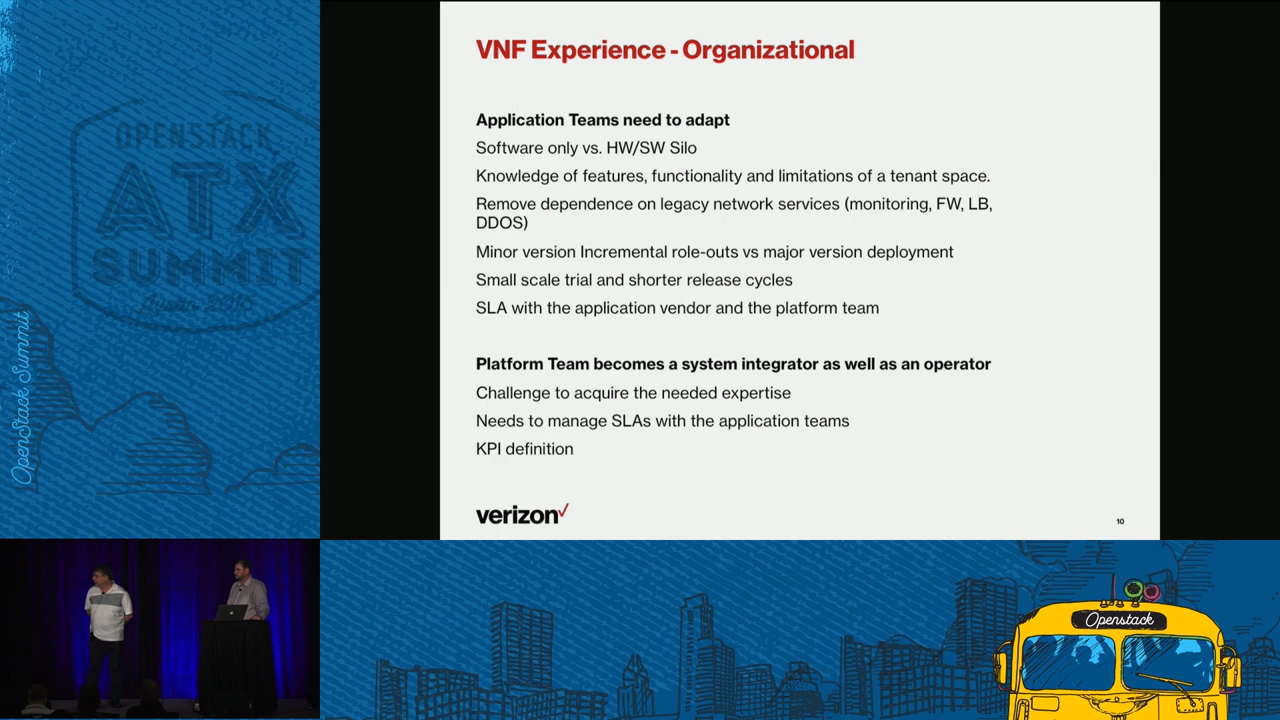 VNF Experience - Organizational
Application Teams need to adapt
Software only vs. HW/SW Silo
Knowledge of features, functionality and limitations of a tenant space.
Remove dependence on legacy network services (monitoring, FW, LB,
DDOS)
Minor version Incremental role-outs vs major version deployment
Small scale trial and shorter release cycles
SLA with the application vendor and the platform team
Platform Team becomes a system integrator as well as an operator
Challenge to acquire the needed expertise
Needs to manage SLAs with the application teams
KPI definition
verizon
10
OPENSTACK
ATX
SUMMIT
Austin
OpenStack Summit
Openstack